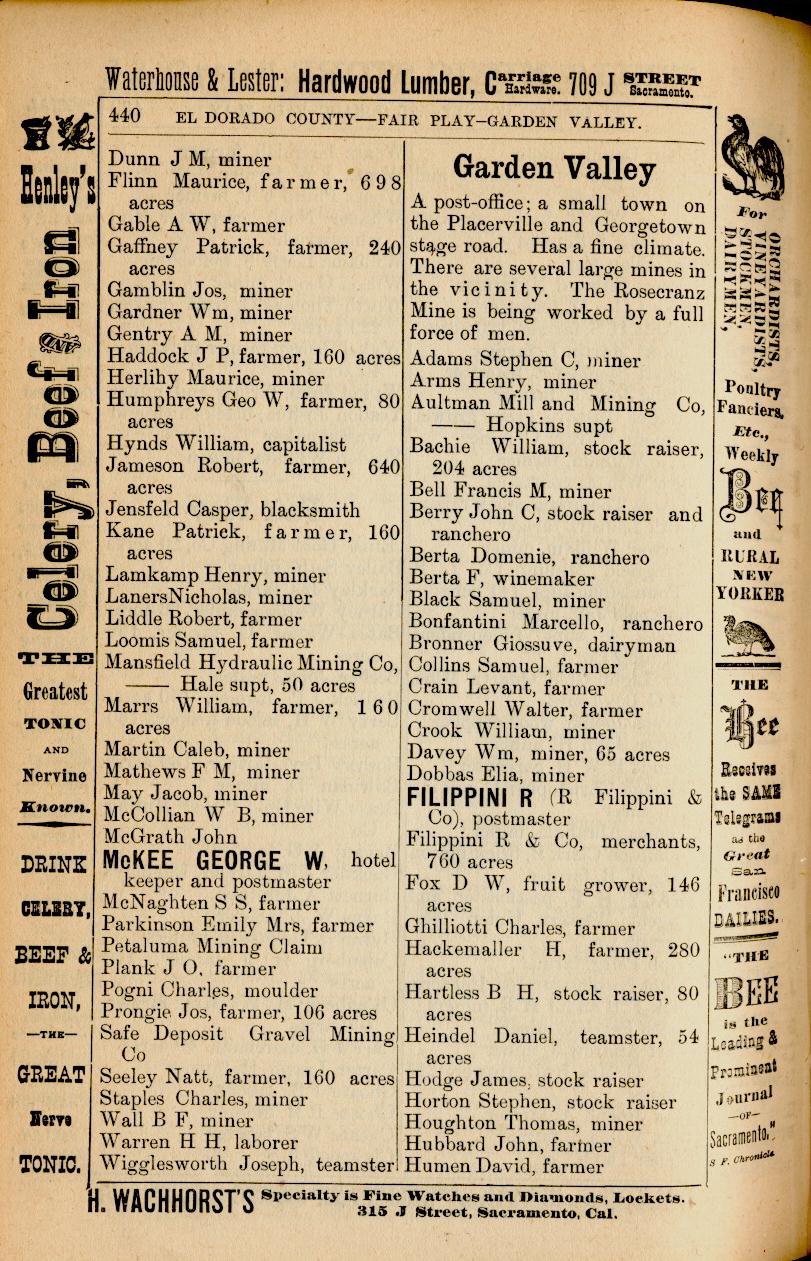 Waterhouse & Lester: Hardwood Lumber, Carriage Hardware. 709 J STREET Sacramento.
440 EL DORADO COUNTY—FAIR PLAY—GARDEN VALLEY.
Henley's
Celery, Beef AND Iron
THE
Greatest
TONIC
AND
Nervine
Known.
DRINK
CELERY,
BEEF &
IRON,
—THE—
GREAT
Nerve
TONIC.
Dunn J M, miner
Flinn Maurice, farmer, 698
acres
Gable A W, farmer
Gaffney Patrick, farmer, 240
acres
Gamblin Jos, miner
Gardner Wm, miner
Gentry A M, miner
Haddock J P, farmer, 160 acres
Herlihy Maurice, miner
Humphreys Geo W, farmer, 80
acres
Hynds William, capitalist
Jameson Robert, farmer, 640
acres
Jensfeld Casper, blacksmith
Kane Patrick, farmer, 160
acres
Lamkamp Henry, miner
LanersNicholas, miner
Liddle Robert, farmer
Loomis Samuel, farmer
Mansfield Hydraulic Mining Co,
—— Hale supt, 50 acres
Marrs William, farmer, 160
acres
Martin Caleb, miner
Mathews F M, miner
May Jacob, miner
McCollian W B, miner
McGrath John
McKEE GEORGE W, hotel
keeper and postmaster
McNaghten S S, farmer
Parkinson Emily Mrs, farmer
Petaluma Mining Claim
Plank J O, farmer
Pogni Charles, moulder
Prongie Jos, farmer, 106 acres
Safe Deposit Gravel Mining
Co
Seeley Natt, farmer, 160 acres
Staples Charles, miner
Wall B F, miner
Warren H H, laborer
Wigglesworth Joseph, teamster
Garden Valley
A post-office; a small town on
the Placerville and Georgetown
stage road. Has a fine climate.
There are several large mines in
the vicinity. The Rosecranz
Mine is being worked by a full
force of men.
Adams Stephen C, miner
Arms Henry, miner
Aultman Mill and Mining Co,
—— Hopkins supt
Bachie William, stock raiser,
204 acres
Bell Francis M, miner
Berry John C, stock raiser and
ranchero
Berta Domenie, ranchero
Berta F, winemaker
Black Samuel, miner
Bonfantini Marcello, ranchero
Bronner Giossuve, dairyman
Collins Samuel, farmer
Crain Levant, farmer
Cromwell Walter, farmer
Crook William, miner
Davey Wm, miner, 65 acres
Dobbas Elia, miner
FILIPPINI R (R Filippini &
Co), postmaster
Filippini R & Co, merchants,
760 acres
Fox D W, fruit grower, 146
acres
Ghilliotti Charles, farmer
Hackemaller H, farmer, 280
acres
Hartless B H, stock raiser, 80
acres
Heindel Daniel, teamster, 54
acres
Hodge James, stock raiser
Horton Stephen, stock raiser
Houghton Thomas, miner
Hubbard John, farmer
Humen David, farmer
For
ORCHARDISTS,
VINEYARDISTS,
STOCKMEN,
DAIRYMEN,
Poultry
Fanciers,
Etc.,
Weekly
Bee
and
RURAL
NEW
YORKER
THE
Bee
Receives
the SAME
Telegrams
as the
Great
San
Francisco
DAILIES.
"THE
BEE
is the
Leading &
Prominent
Journal
—OF—
Sacramento."
S F. Chronicle
H. WACHHORST'S Specialty is Fine Watches and Diamonds, Lockets.
315 J Street, Sacramento, Cal.